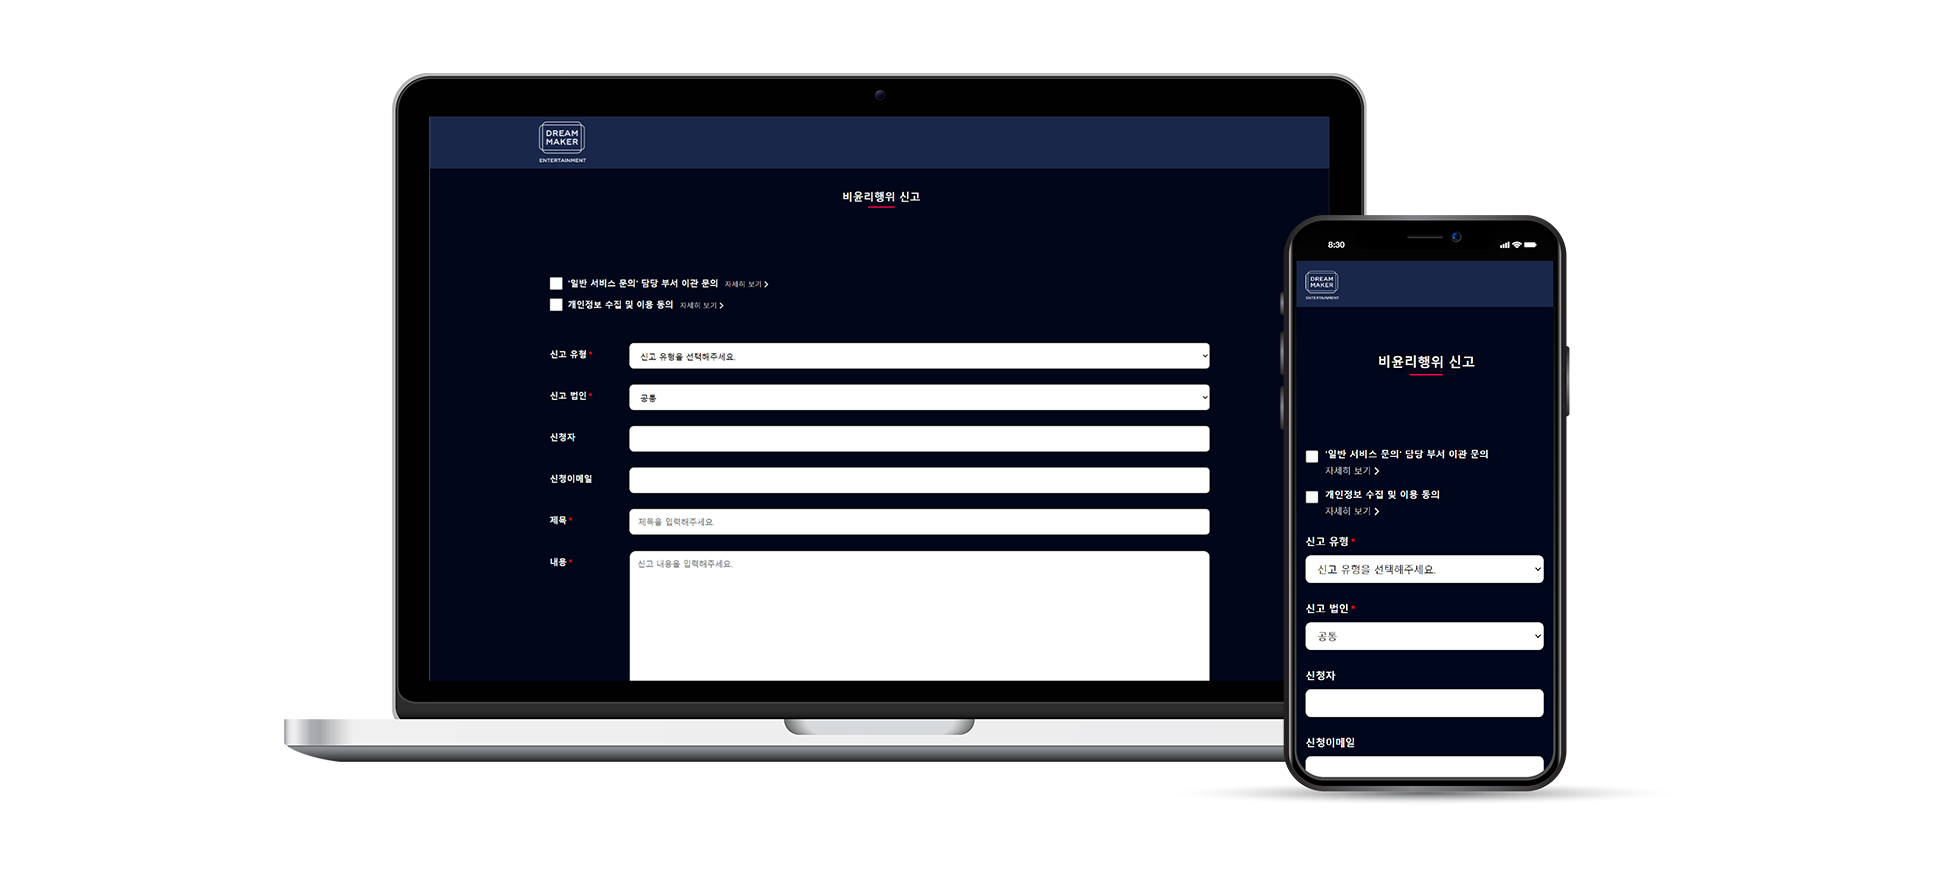 DREAM
MAKER
ENTERTAINMENT
비윤리행위 신고
'일반 서비스 문의' 담당 부서 이관 문의 자세히 보기 >
개인정보 수집 및 이용 동의 자세히 보기 >
신고 유형 *
신고 유형을 선택해주세요.
신고 법인 *
공통
신청자
신청이메일
제목 *
제목을 입력해주세요.
내용 *
신고 내용을 입력해주세요.
8:30
DREAM
MAKER
ENTERTAINMENT
비윤리행위 신고
'일반 서비스 문의' 담당 부서 이관 문의
자세히 보기 >
개인정보 수집 및 이용 동의
자세히 보기 >
신고 유형 *
신고 유형을 선택해주세요.
신고 법인 *
공통
신청자
신청이메일